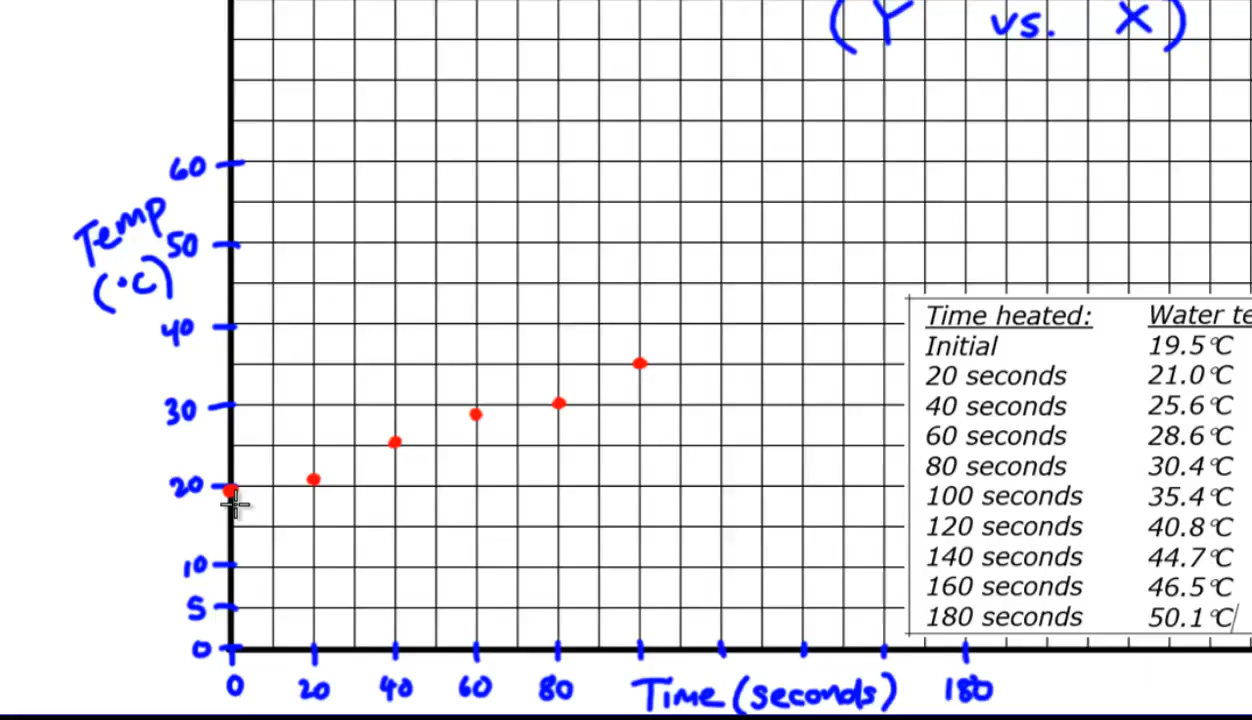 (Y vs. X)
60
Temp
50
(°C)
40
30
20
10
5
0
0 20 40 60 80 Time (seconds) 180
Time heated: Water te
Initial 19.5°C
20 seconds 21.0°C
40 seconds 25.6°C
60 seconds 28.6°C
80 seconds 30.4°C
100 seconds 35.4°C
120 seconds 40.8°C
140 seconds 44.7°C
160 seconds 46.5°C
180 seconds 50.1°C